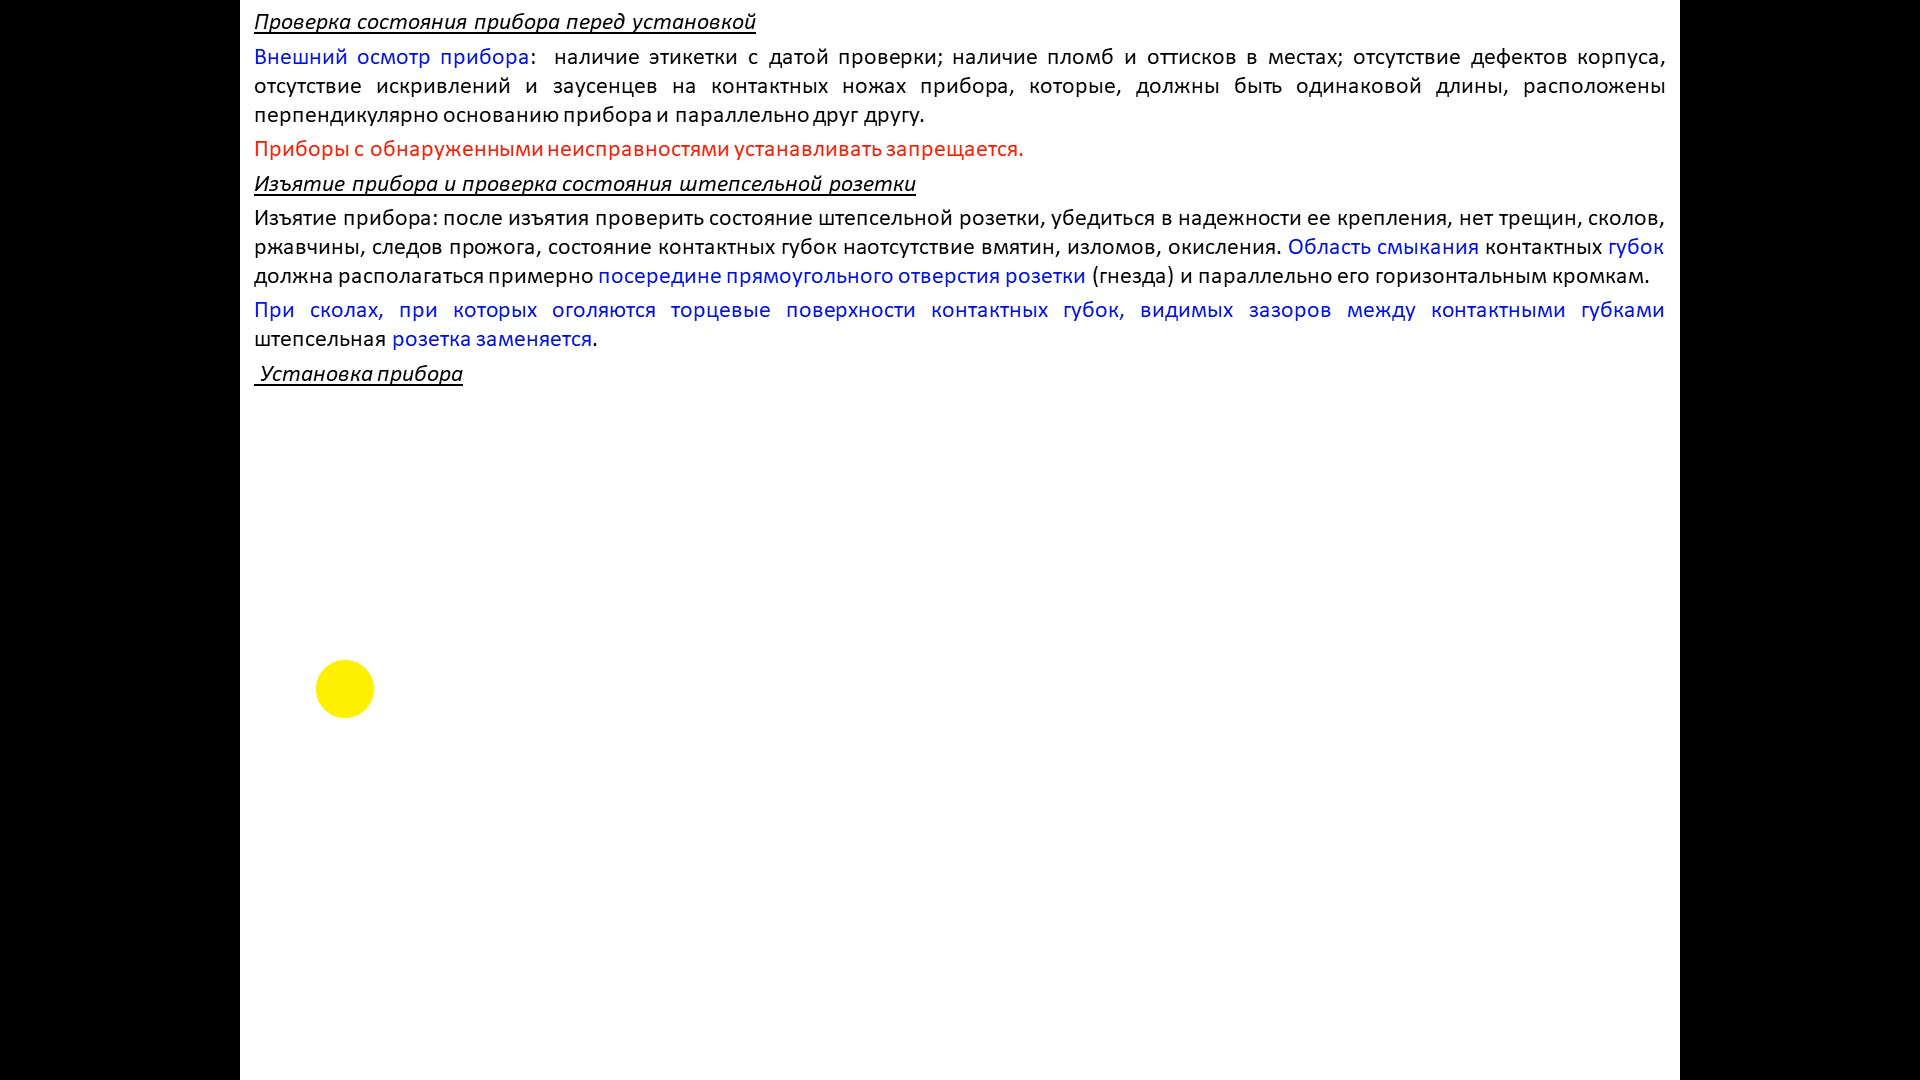 Проверка состояния прибора перед установкой
Внешний осмотр прибора: наличие этикетки с датой проверки; наличие пломб и оттисков в местах; отсутствие дефектов корпуса,
отсутствие искривлений и заусенцев на контактных ножах прибора, которые, должны быть одинаковой длины, расположены
перпендикулярно основанию прибора и параллельно друг другу.
Приборы с обнаруженными неисправностями устанавливать запрещается.
Изъятие прибора и проверка состояния штепсельной розетки
Изъятие прибора: после изъятия проверить состояние штепсельной розетки, убедиться в надежности ее крепления, нет трещин, сколов,
ржавчины, следов прожога, состояние контактных губок наотсутствие вмятин, изломов, окисления. Область смыкания контактных губок
должна располагаться примерно посередине прямоугольного отверстия розетки (гнезда) и параллельно его горизонтальным кромкам.
При сколах, при которых оголяются торцевые поверхности контактных губок, видимых зазоров между контактными губками
штепсельная розетка заменяется.
Установка прибора